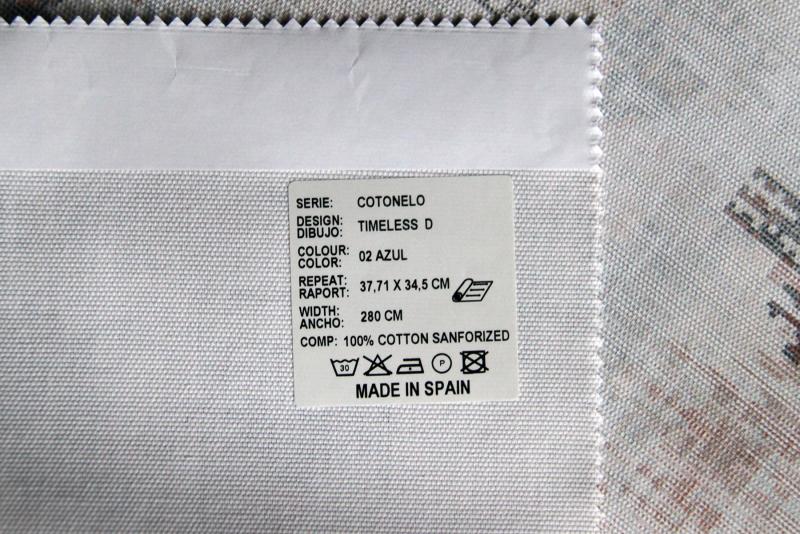 SERIE: COTONELO
DESIGN:
DIBUJO: TIMELESS D
COLOUR:
COLOR: 02 AZUL
REPEAT:
RAPORT: 37,71 X 34,5 CM
WIDTH:
ANCHO: 280 CM
COMP: 100% COTTON SANFORIZED
30 P
MADE IN SPAIN